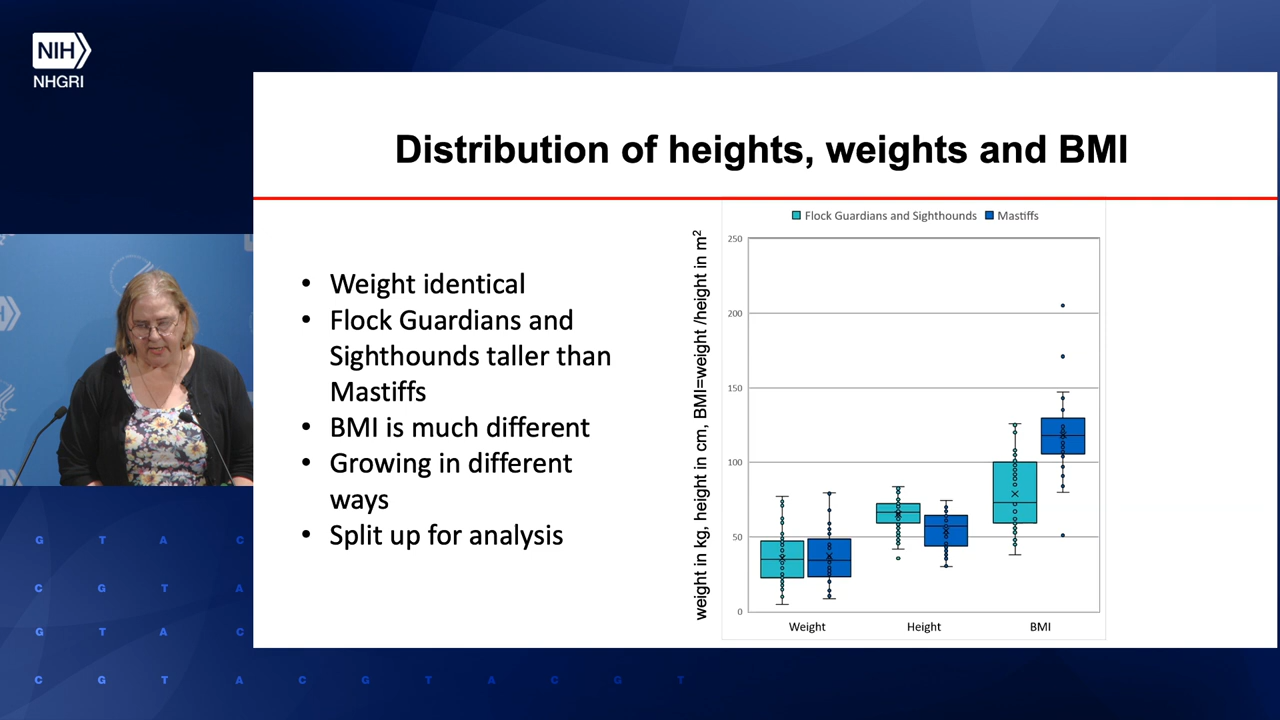 NIH
NHGRI
Distribution of heights, weights and BMI
• Weight identical
• Flock Guardians and
Sighthounds taller than
Mastiffs
• BMI is much different
• Growing in different
ways
• Split up for analysis
Flock Guardians and Sighthounds Mastiffs
weight in kg, height in cm, BMI=weight /height in m²
250
200
150
100
50
0
Weight Height BMI
G T A C
C G T A
G T A C
C G T A C G T A C G T